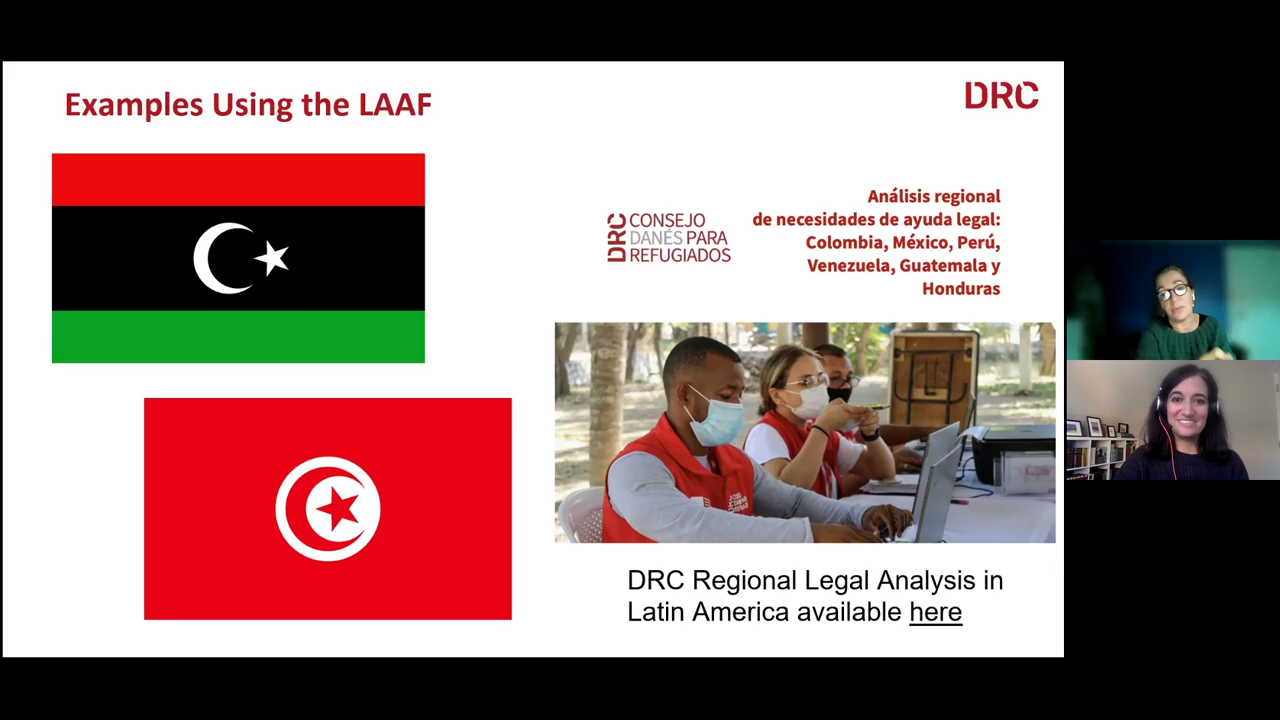 Examples Using the LAAF
DRC
DRC
CONSEJO
DANÉS PARA
REFUGIADOS
Análisis regional
de necesidades de ayuda legal:
Colombia, México, Perú,
Venezuela, Guatemala y
Honduras
DRC Regional Legal Analysis in
Latin America available here